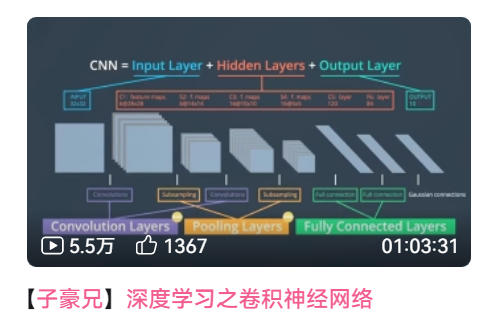 CNN = Input Layer + Hidden Layers + Output Layer
INPUT C1: feature maps S2: f. maps C3: f. maps S4: f. maps C5: layer F6: layer OUTPUT
32x32 6@28x28 6@14x14 16@10x10 16@5x5 120 84 10
Convolutions Subsampling Convolutions Subsampling Full connection Full connection Gaussian connections
Convolution Layers Pooling Layers Fully Connected Layers
5.5万 1367 01:03:31
【子豪兄】深度学习之卷积神经网络